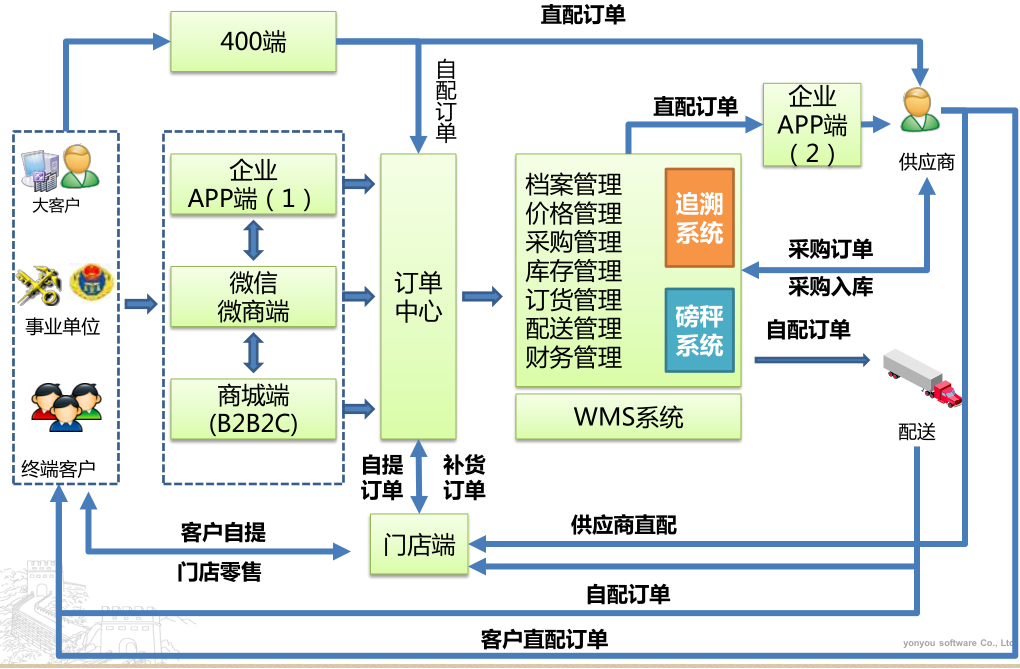 直配订单
400端
自配订单
直配订单
企业
APP端
（2）
供应商
大客户
企业
APP端（1）
档案管理
价格管理
采购管理
库存管理
订货管理
配送管理
财务管理
追溯
系统
采购订单
采购入库
微信
微商端
订单
中心
事业单位
磅秤
系统
自配订单
商城端
(B2B2C)
WMS系统
配送
终端客户
自提
订单
补货
订单
客户自提
门店零售
门店端
供应商直配
自配订单
客户直配订单
yonyou software Co., Ltd